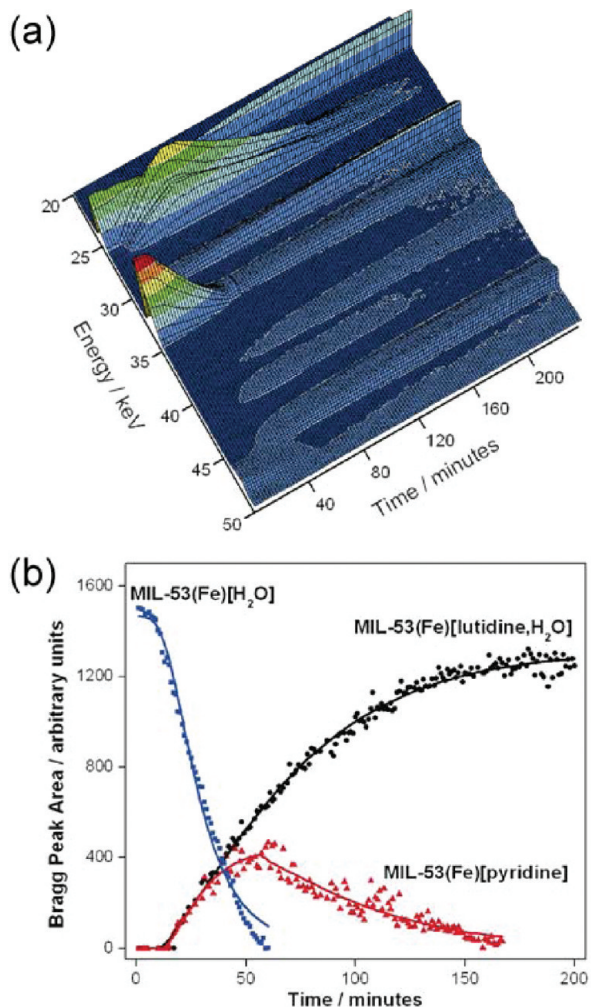 (a)
20
25
30
35
40
45
50
Energy / keV
40
80
120
160
200
Time / minutes
(b)
MIL-53(Fe)[H₂O]
MIL-53(Fe)[lutidine,H₂O]
MIL-53(Fe)[pyridine]
Bragg Peak Area / arbitrary units
1600
1200
800
400
0
0
50
100
150
200
Time / minutes